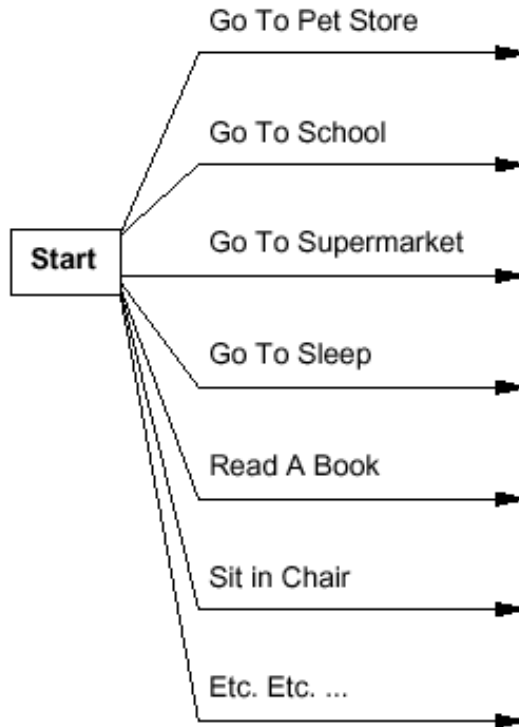 Go To Pet Store
Go To School
Go To Supermarket
Start
Go To Sleep
Read A Book
Sit in Chair
Etc. Etc. ...